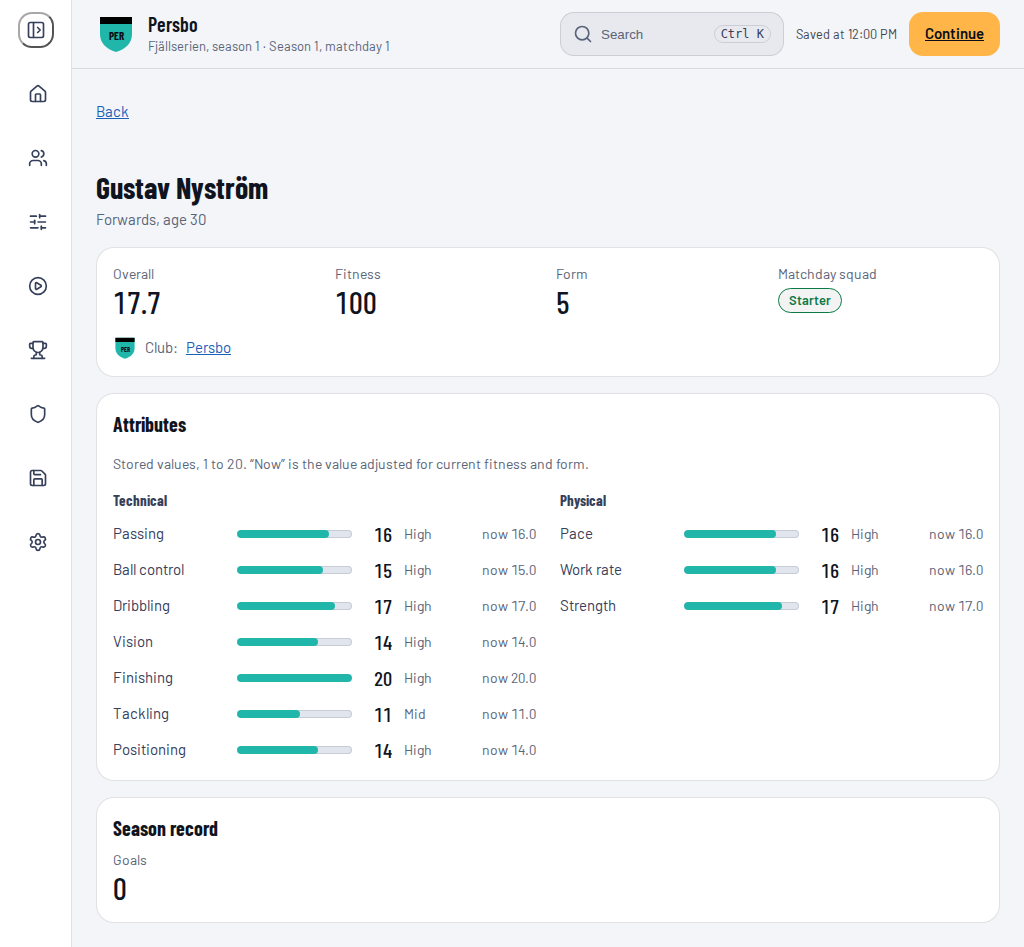 PER
Persbo
Fjällserien, season 1 · Season 1, matchday 1
Search
Ctrl K
Saved at 12:00 PM
Continue
Back
Gustav Nyström
Forwards, age 30
Overall
Fitness
Form
Matchday squad
17.7
100
5
Starter
PER
Club: Persbo
Attributes
Stored values, 1 to 20. “Now” is the value adjusted for current fitness and form.
Technical
Passing 16 High now 16.0
Ball control 15 High now 15.0
Dribbling 17 High now 17.0
Vision 14 High now 14.0
Finishing 20 High now 20.0
Tackling 11 Mid now 11.0
Positioning 14 High now 14.0
Physical
Pace 16 High now 16.0
Work rate 16 High now 16.0
Strength 17 High now 17.0
Season record
Goals
0